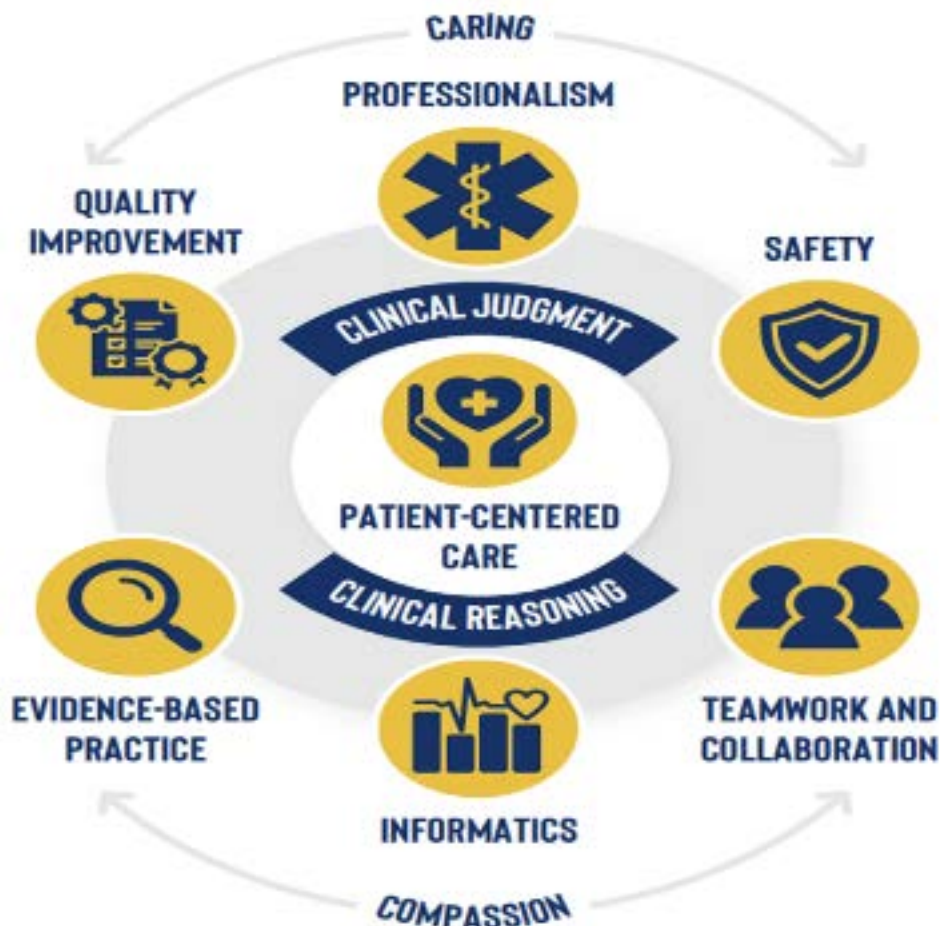 CARING
PROFESSIONALISM
QUALITY
IMPROVEMENT
SAFETY
CLINICAL JUDGMENT
PATIENT-CENTERED
CARE
CLINICAL REASONING
EVIDENCE-BASED
PRACTICE
TEAMWORK AND
COLLABORATION
INFORMATICS
COMPASSION